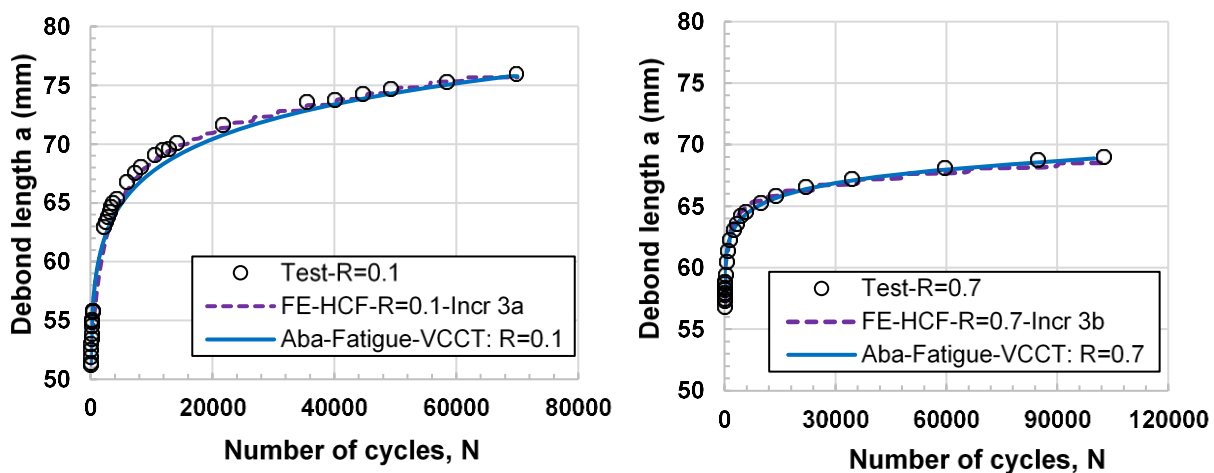 80
75
70
65
60
55
50
Debond length a (mm)
0
20000
40000
60000
80000
Number of cycles, N
Test-R=0.1
FE-HCF-R=0.1-Incr 3a
Aba-Fatigue-VCCT: R=0.1
80
75
70
65
60
55
50
Debond length a (mm)
0
30000
60000
90000
120000
Number of cycles, N
Test-R=0.7
FE-HCF-R=0.7-Incr 3b
Aba-Fatigue-VCCT: R=0.7